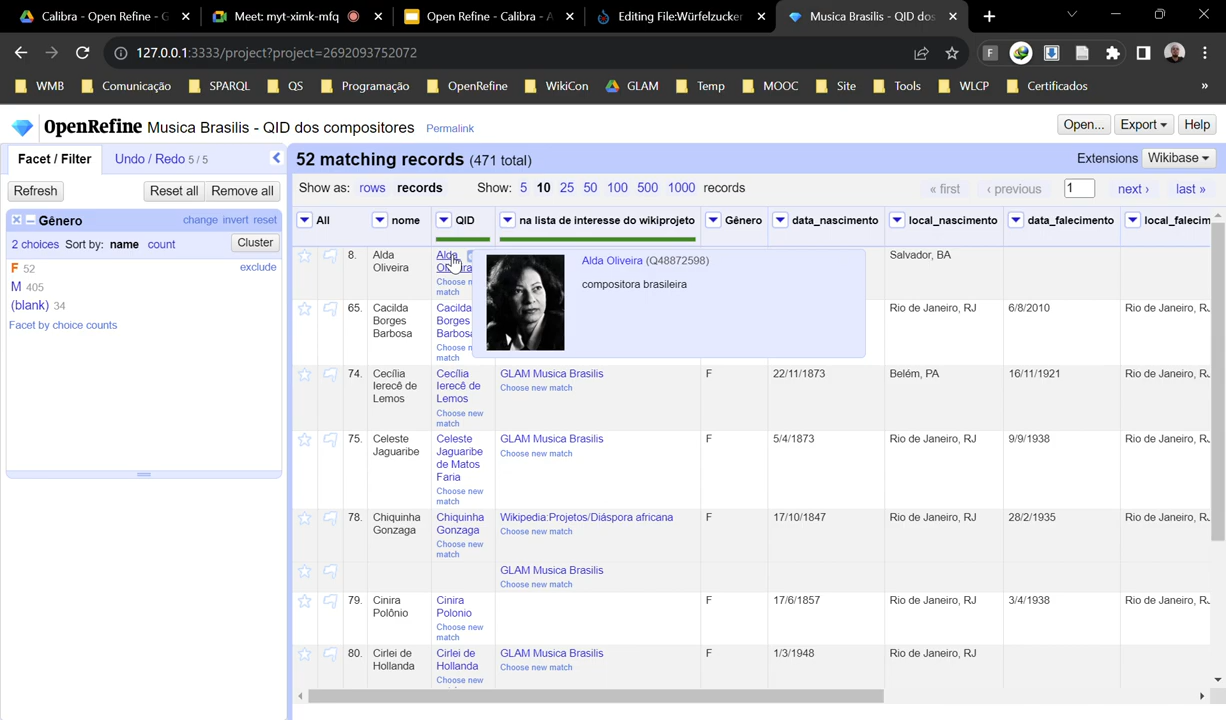 Calibra - Open Refine - G
Meet: myt-ximk-mfq
Open Refine - Calibra - A
Editing File:Würfelzucker
Musica Brasilis - QID dos
127.0.0.1:3333/project?project=2692093752072
WMB Comunicação SPARQL QS Programação OpenRefine WikiCon GLAM Temp MOOC Site Tools WLCP Certificados »
OpenRefine Musica Brasilis - QID dos compositores Permalink
Open... Export Help
Facet / Filter Undo / Redo 5 / 5
52 matching records (471 total)
Extensions Wikibase
Refresh Reset all Remove all
Show as: rows records Show: 5 10 25 50 100 500 1000 records
« first ‹ previous 1 next › last »
Gênero change invert reset
2 choices Sort by: name count Cluster
F 52 exclude
M 405
(blank) 34
Facet by choice counts
All nome QID na lista de interesse do wikiprojeto Gênero data_nascimento local_nascimento data_falecimento local_falecim
8. Alda Oliveira
Salvador, BA
Alda Oliveira (Q48872598)
compositora brasileira
match
65. Cacilda Borges Barbosa
Cacilda Borges
match
Rio de Janeiro, RJ 6/8/2010 Rio de Janeiro, R
74. Cecília Ierecê de Lemos
Cecília Ierecê de Lemos
Choose new match
GLAM Musica Brasilis
Choose new match
F 22/11/1873 Belém, PA 16/11/1921 Rio de Janeiro, R
75. Celeste Jaguaribe
Celeste Jaguaribe de Matos Faria
Choose new match
GLAM Musica Brasilis
Choose new match
F 5/4/1873 Rio de Janeiro, RJ 9/9/1938 Rio de Janeiro, R
78. Chiquinha Gonzaga
Chiquinha Gonzaga
Choose new match
Wikipedia:Projetos/Diáspora africana
Choose new match
F 17/10/1847 Rio de Janeiro, RJ 28/2/1935 Rio de Janeiro, R
GLAM Musica Brasilis
Choose new match
79. Cinira Polônio
Cinira Polonio
Choose new match
F 17/6/1857 Rio de Janeiro, RJ 3/4/1938 Rio de Janeiro, R
80. Cirlei de Hollanda
Cirlei de Hollanda
Choose new
GLAM Musica Brasilis
Choose new match
F 1/3/1948 Rio de Janeiro, RJ